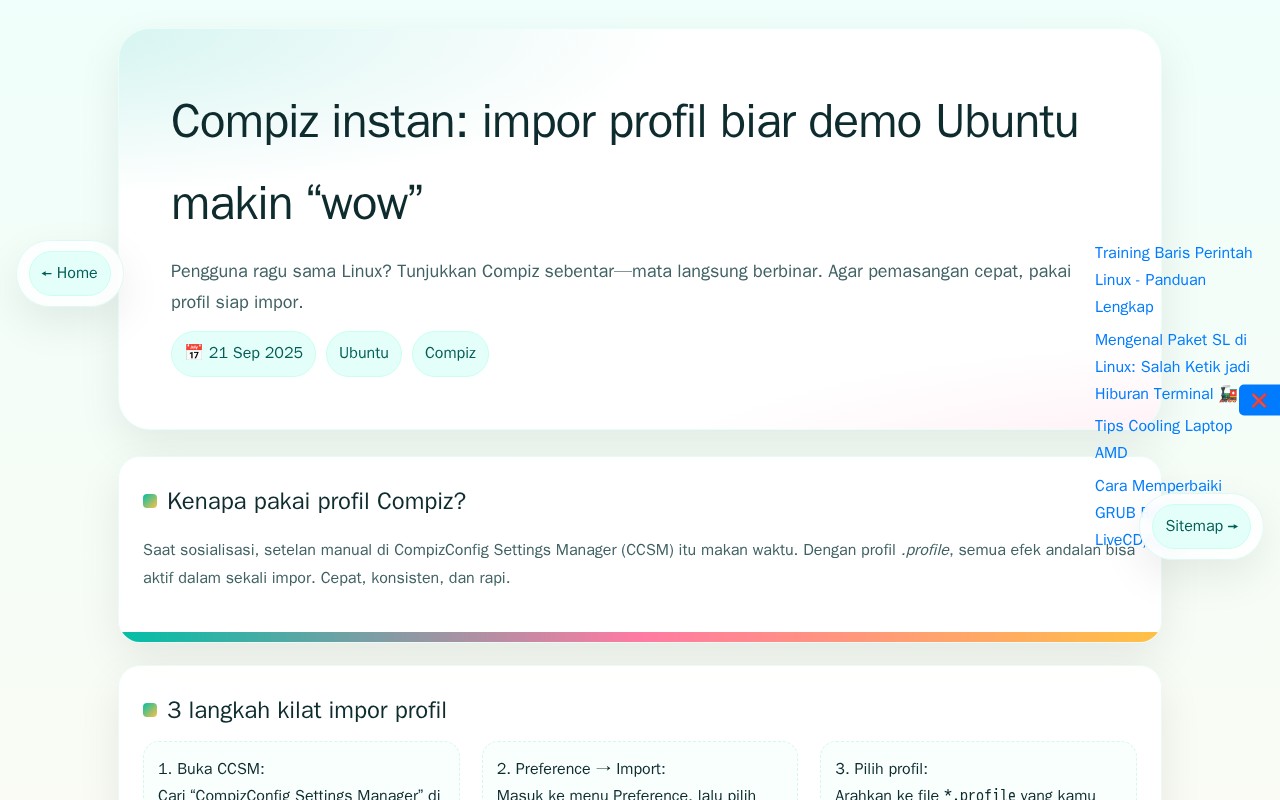 Compiz instan: impor profil biar demo Ubuntu
makin “wow”
Pengguna ragu sama Linux? Tunjukkan Compiz sebentar—mata langsung berbinar. Agar pemasangan cepat, pakai
profil siap impor.
📅 21 Sep 2025
Ubuntu
Compiz
← Home
Training Baris Perintah
Linux - Panduan
Lengkap
Mengenal Paket SL di
Linux: Salah Ketik jadi
Hiburan Terminal 🚂
❌
Tips Cooling Laptop
AMD
Cara Memperbaiki
GRUB
LiveCD
Sitemap →
Kenapa pakai profil Compiz?
Saat sosialisasi, setelan manual di CompizConfig Settings Manager (CCSM) itu makan waktu. Dengan profil .profile, semua efek andalan bisa
aktif dalam sekali impor. Cepat, konsisten, dan rapi.
3 langkah kilat impor profil
1. Buka CCSM:
Cari “CompizConfig Settings Manager” di
2. Preference → Import:
Masuk ke menu Preference, lalu pilih
3. Pilih profil:
Arahkan ke file *.profile yang kamu